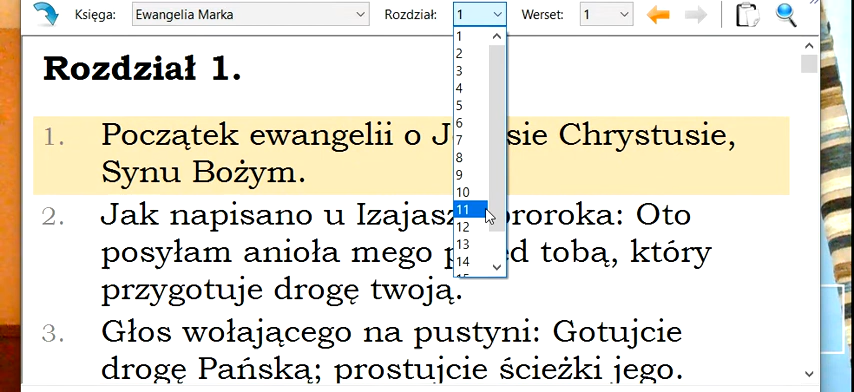 Księga: Ewangelia Marka Rozdział: 1 Werset: 1
1
2
3
4
5
6
7
8
9
10
11
12
13
14
Rozdział 1.
1. Początek ewangelii o J sie Chrystusie,
Synu Bożym.
2. Jak napisano u Izajasz proroka: Oto
posyłam anioła mego p d tobą, który
przygotuje drogę twoją.
3. Głos wołającego na pustyni: Gotujcie
drogę Pańską; prostujcie ścieżki jego.